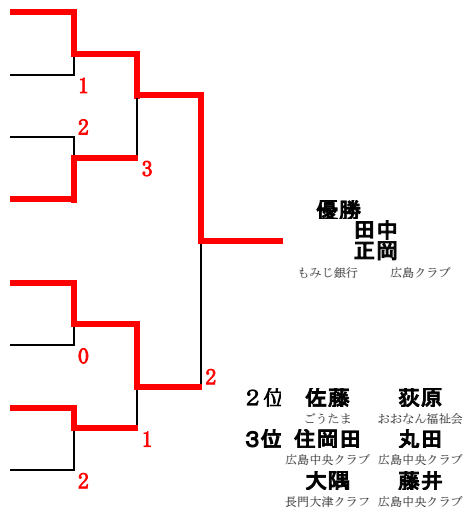 1
2
3
優勝
田中
正岡
もみじ銀行 広島クラブ
0
2
1
2
２位 佐藤 荻原
ごうたま おおなん福祉会
３位 住岡田 丸田
広島中央クラブ 広島中央クラブ
大隅 藤井
長門大津クラフ 広島中央クラブ